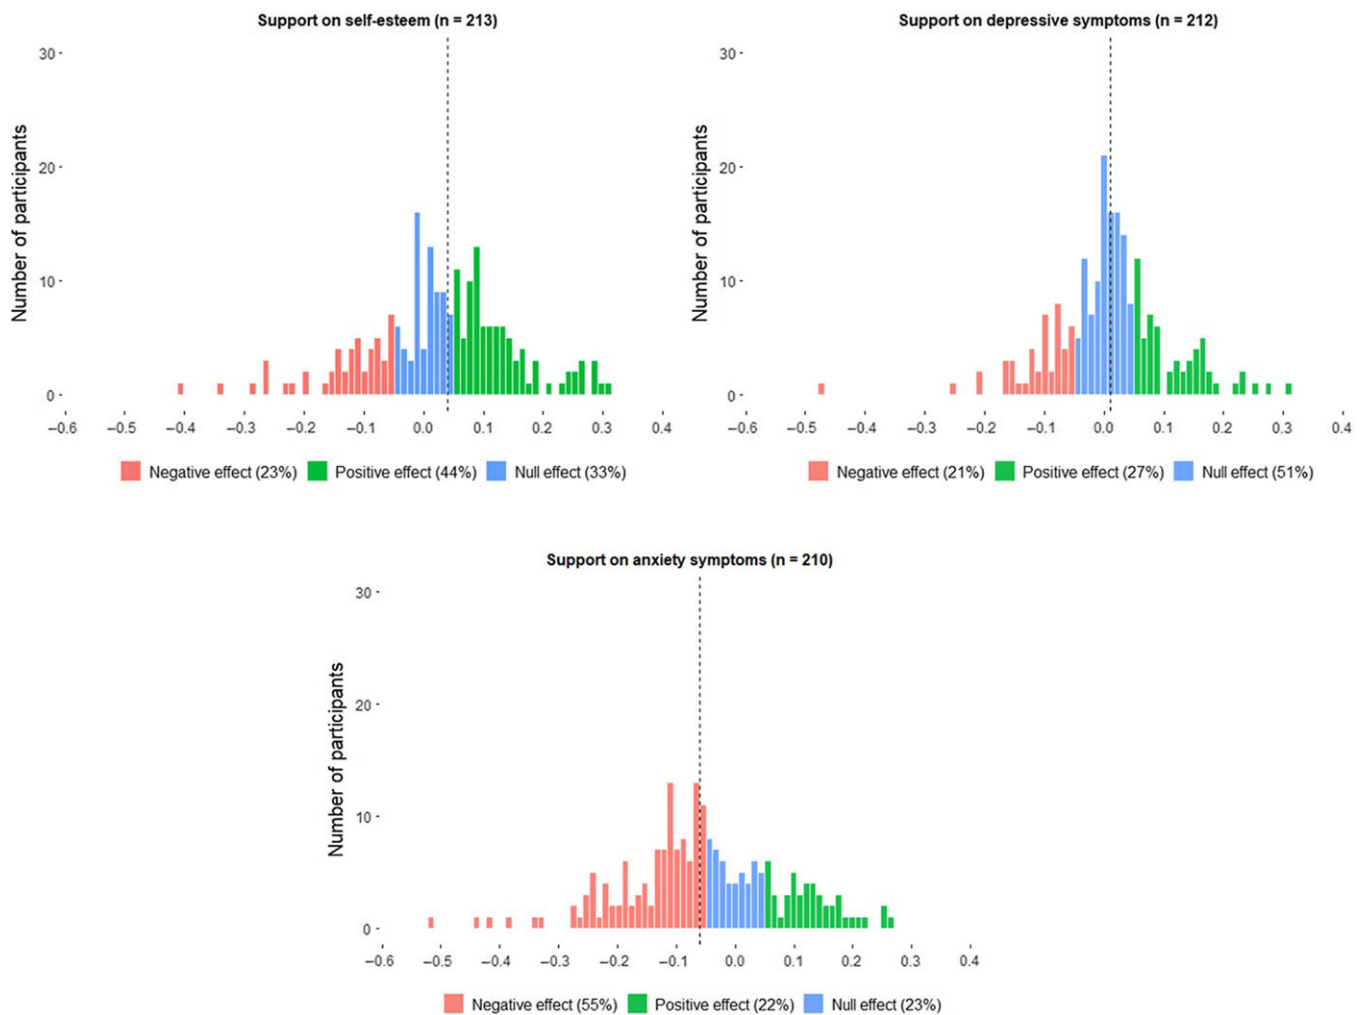 Support on self-esteem (n = 213)
Number of participants
30
20
10
0
–0.6 –0.5 –0.4 –0.3 –0.2 –0.1 0.0 0.1 0.2 0.3 0.4
Negative effect (23%) Positive effect (44%) Null effect (33%)
Support on depressive symptoms (n = 212)
Number of participants
30
20
10
0
–0.6 –0.5 –0.4 –0.3 –0.2 –0.1 0.0 0.1 0.2 0.3 0.4
Negative effect (21%) Positive effect (27%) Null effect (51%)
Support on anxiety symptoms (n = 210)
Number of participants
30
20
10
0
–0.6 –0.5 –0.4 –0.3 –0.2 –0.1 0.0 0.1 0.2 0.3 0.4
Negative effect (55%) Positive effect (22%) Null effect (23%)